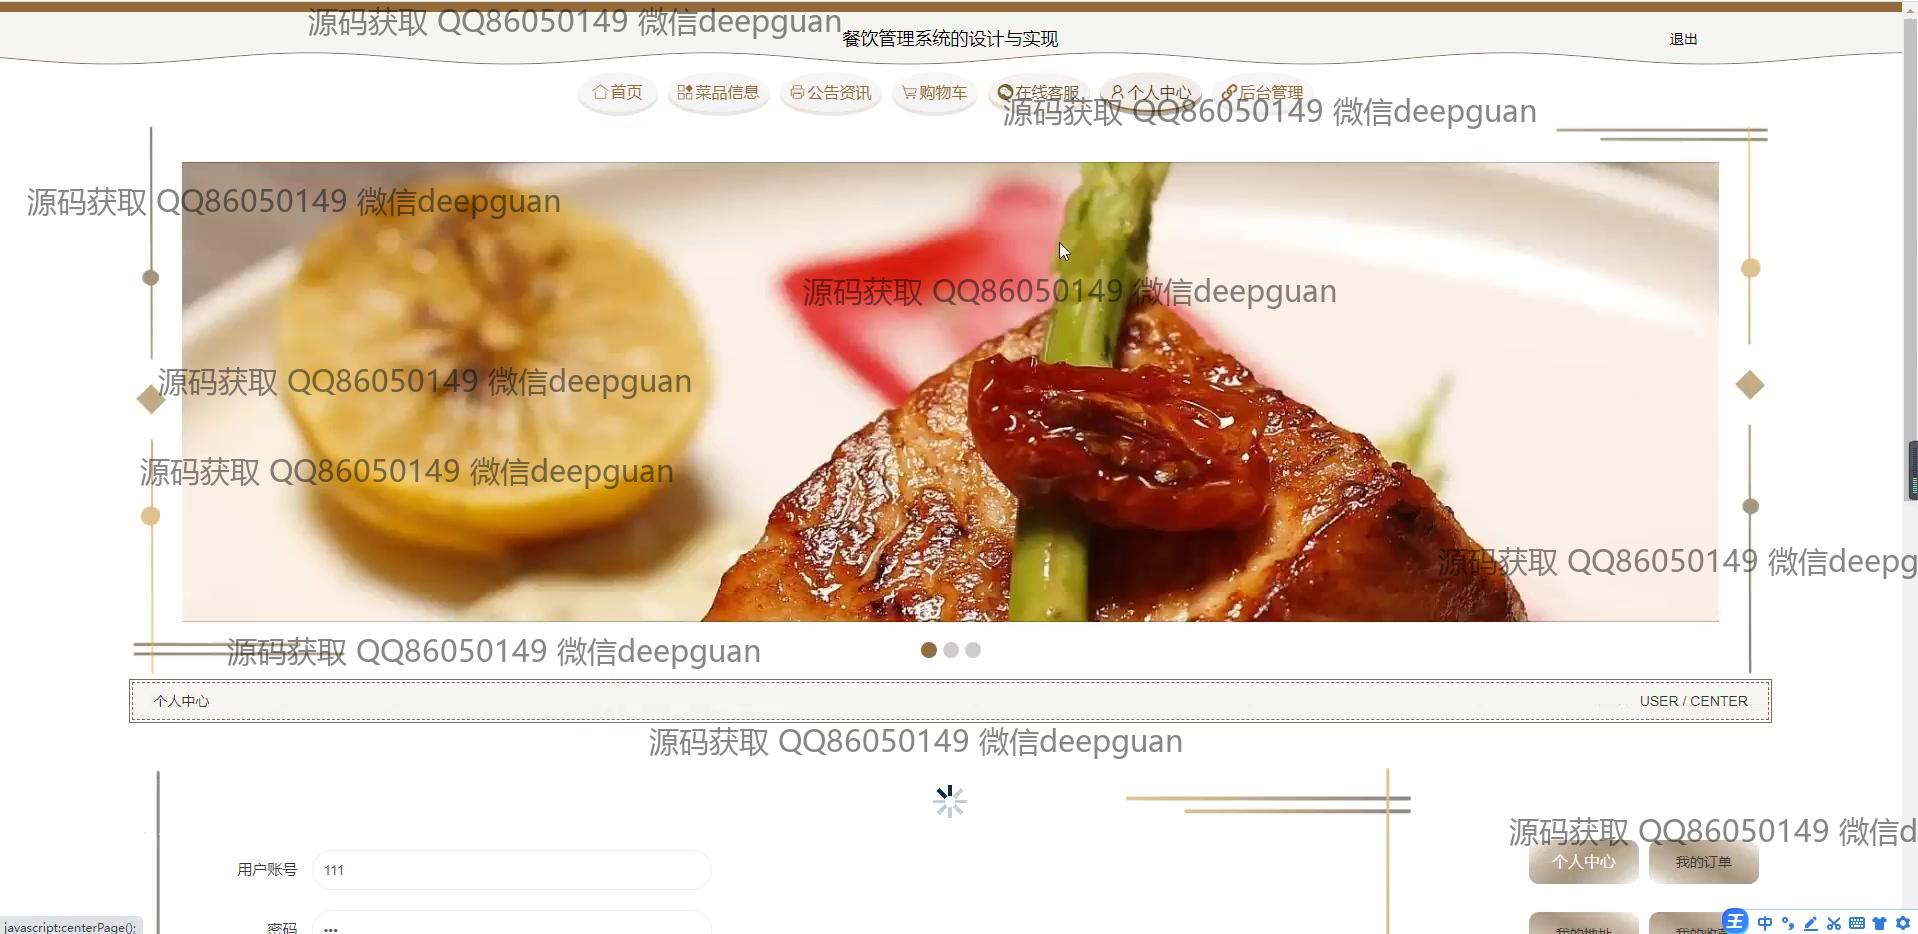 源码获取 QQ86050149 微信deepguan
餐饮管理系统的设计与实现
退出
首页
菜品信息
公告资讯
购物车
在线客服
个人中心
后台管理
源码获取 QQ86050149 微信deepguan
源码获取 QQ86050149 微信deepguan
源码获取 QQ86050149 微信deepguan
源码获取 QQ86050149 微信deepguan
源码获取 QQ86050149 微信deepguan
源码获取 QQ86050149 微信deepg
源码获取 QQ86050149 微信deepguan
个人中心
USER / CENTER
源码获取 QQ86050149 微信deepguan
源码获取 QQ86050149 微信d
用户账号
111
个人中心
我的订单
密码
•••
我的地址
我的收
javascript:centerPage();
王
中